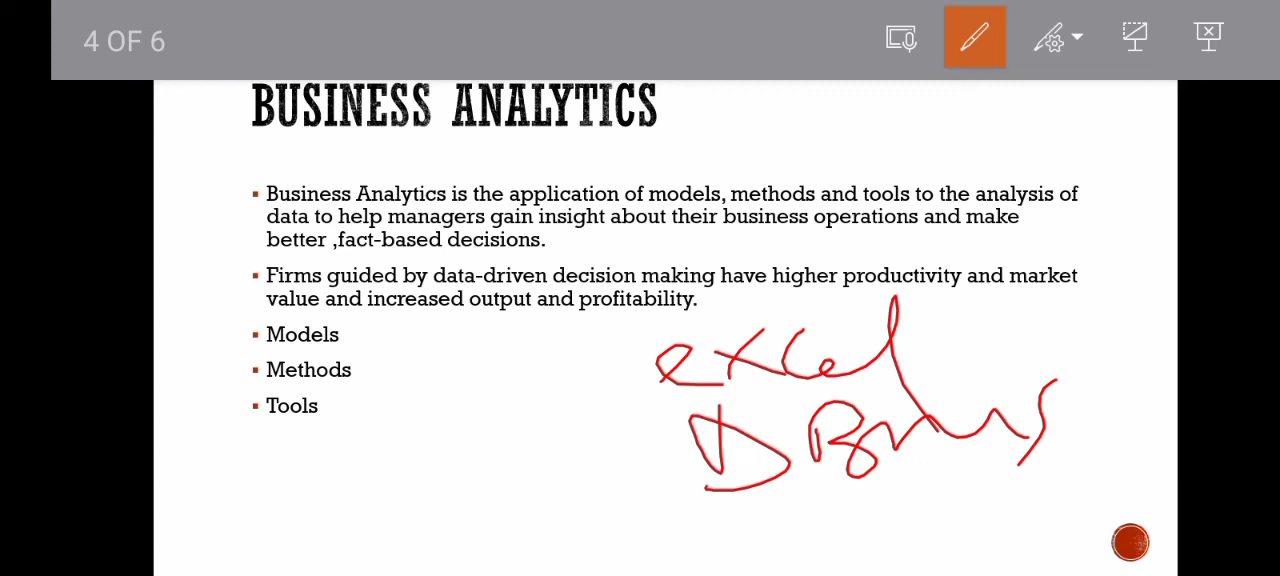 4 OF 6
BUSINESS ANALYTICS
▪ Business Analytics is the application of models, methods and tools to the analysis of
data to help managers gain insight about their business operations and make
better ,fact-based decisions.
▪ Firms guided by data-driven decision making have higher productivity and market
value and increased output and profitability.
▪ Models
▪ Methods
▪ Tools
excel